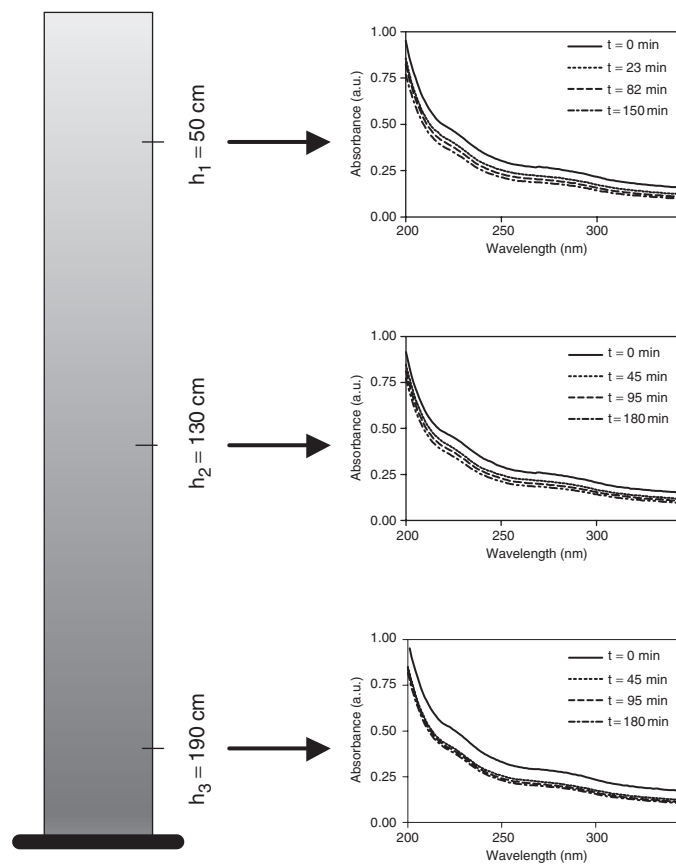 h1 = 50 cm
1.00
0.75
0.50
0.25
0.00
Absorbance (a.u.)
t = 0 min
t = 23 min
t = 82 min
t = 150 min
200
250
300
Wavelength (nm)
h2 = 130 cm
1.00
0.75
0.50
0.25
0.00
Absorbance (a.u.)
t = 0 min
t = 45 min
t = 95 min
t = 180 min
200
250
300
Wavelength (nm)
h3 = 190 cm
1.00
0.75
0.50
0.25
0.00
Absorbance (a.u.)
t = 0 min
t = 45 min
t = 95 min
t = 180 min
200
250
300
Wavelength (nm)